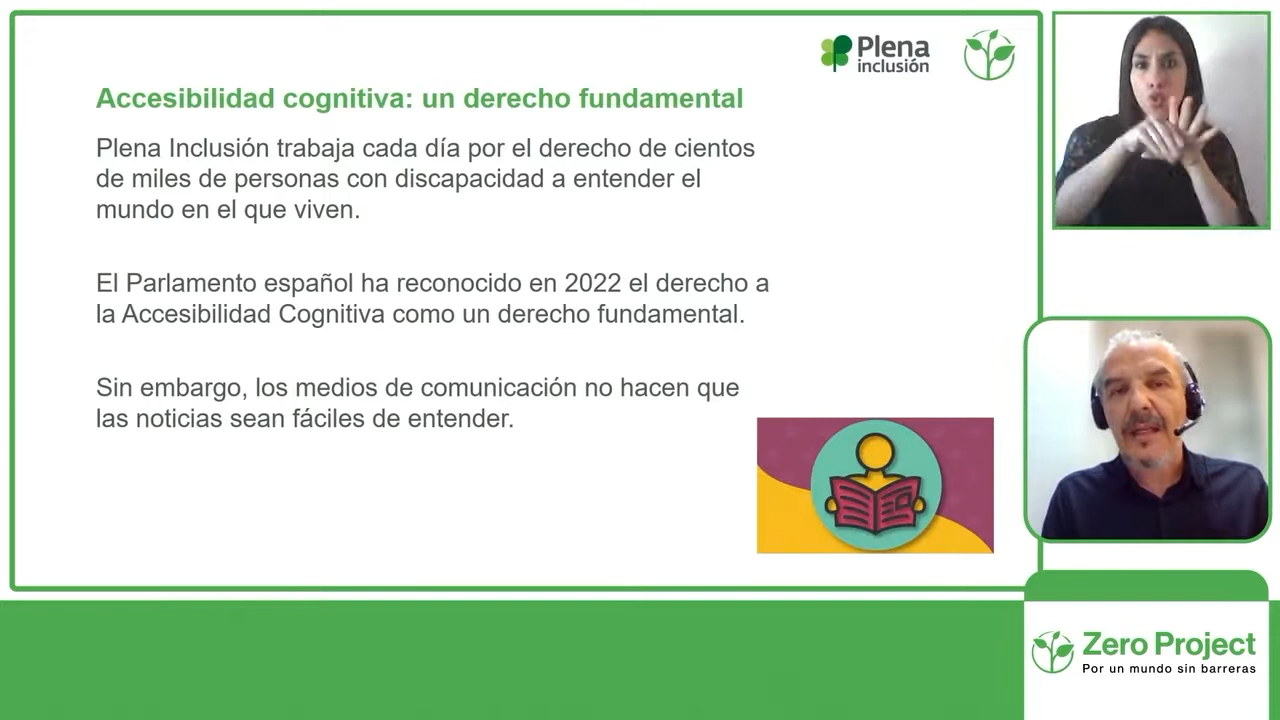 Plena
inclusión
Accesibilidad cognitiva: un derecho fundamental
Plena Inclusión trabaja cada día por el derecho de cientos
de miles de personas con discapacidad a entender el
mundo en el que viven.
El Parlamento español ha reconocido en 2022 el derecho a
la Accesibilidad Cognitiva como un derecho fundamental.
Sin embargo, los medios de comunicación no hacen que
las noticias sean fáciles de entender.
Zero Project
Por un mundo sin barreras